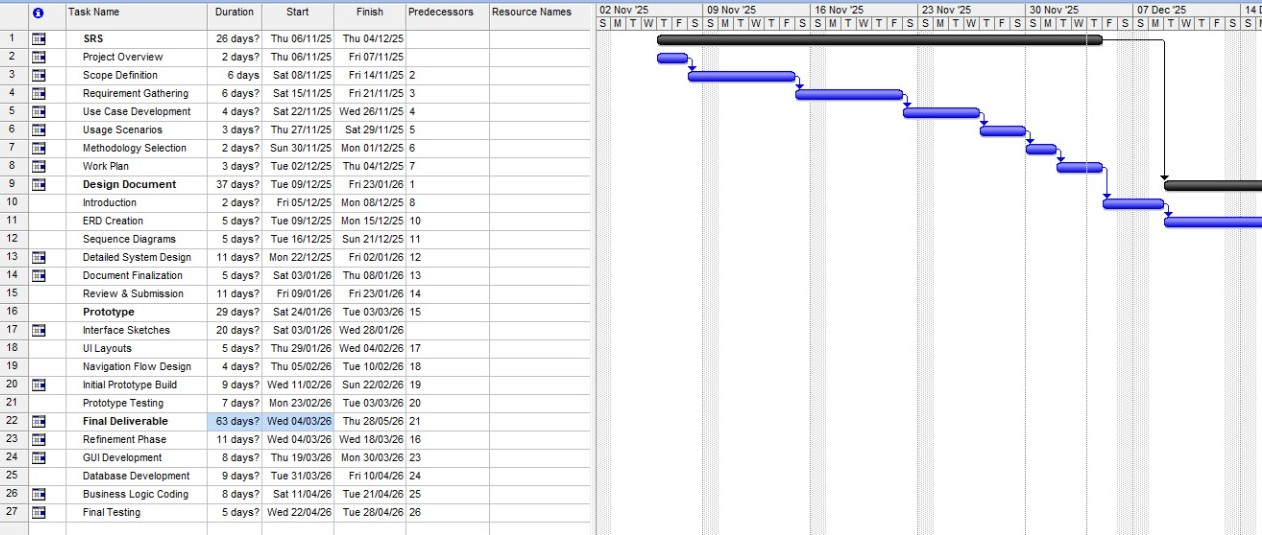 Task Name Duration Start Finish Predecessors Resource Names
02 Nov '25 09 Nov '25 16 Nov '25 23 Nov '25 30 Nov '25 07 Dec '25 14 D
S M T W T F S S M T W T F S S M T W T F S S M T W T F S S M T W T F S S M T W T F S S
1 SRS 26 days? Thu 06/11/25 Thu 04/12/25
2 Project Overview 2 days? Thu 06/11/25 Fri 07/11/25
3 Scope Definition 6 days Sat 08/11/25 Fri 14/11/25 2
4 Requirement Gathering 6 days? Sat 15/11/25 Fri 21/11/25 3
5 Use Case Development 4 days? Sat 22/11/25 Wed 26/11/25 4
6 Usage Scenarios 3 days? Thu 27/11/25 Sat 29/11/25 5
7 Methodology Selection 2 days? Sun 30/11/25 Mon 01/12/25 6
8 Work Plan 3 days? Tue 02/12/25 Thu 04/12/25 7
9 Design Document 37 days? Tue 09/12/25 Fri 23/01/26 1
10 Introduction 2 days? Fri 05/12/25 Mon 08/12/25 8
11 ERD Creation 5 days? Tue 09/12/25 Mon 15/12/25 10
12 Sequence Diagrams 5 days? Tue 16/12/25 Sun 21/12/25 11
13 Detailed System Design 11 days? Mon 22/12/25 Fri 02/01/26 12
14 Document Finalization 5 days? Sat 03/01/26 Thu 08/01/26 13
15 Review & Submission 11 days? Fri 09/01/26 Fri 23/01/26 14
16 Prototype 29 days? Sat 24/01/26 Tue 03/03/26 15
17 Interface Sketches 20 days? Sat 03/01/26 Wed 28/01/26
18 UI Layouts 5 days? Thu 29/01/26 Wed 04/02/26 17
19 Navigation Flow Design 4 days? Thu 05/02/26 Tue 10/02/26 18
20 Initial Prototype Build 9 days? Wed 11/02/26 Sun 22/02/26 19
21 Prototype Testing 7 days? Mon 23/02/26 Tue 03/03/26 20
22 Final Deliverable 63 days? Wed 04/03/26 Thu 28/05/26 21
23 Refinement Phase 11 days? Wed 04/03/26 Wed 18/03/26 16
24 GUI Development 8 days? Thu 19/03/26 Mon 30/03/26 23
25 Database Development 9 days? Tue 31/03/26 Fri 10/04/26 24
26 Business Logic Coding 8 days? Sat 11/04/26 Tue 21/04/26 25
27 Final Testing 5 days? Wed 22/04/26 Tue 28/04/26 26